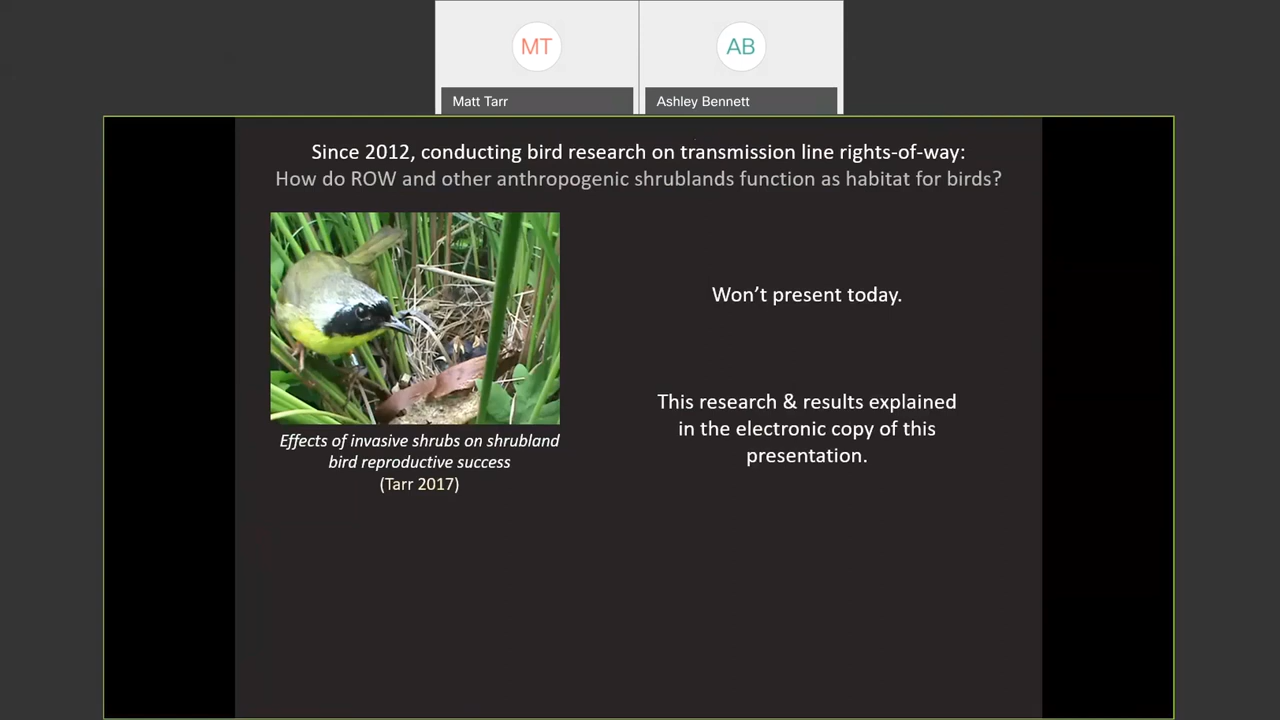 MT
AB
Matt Tarr
Ashley Bennett
Since 2012, conducting bird research on transmission line rights-of-way:
How do ROW and other anthropogenic shrublands function as habitat for birds?
Won't present today.
This research & results explained
in the electronic copy of this
presentation.
Effects of invasive shrubs on shrubland
bird reproductive success
(Tarr 2017)